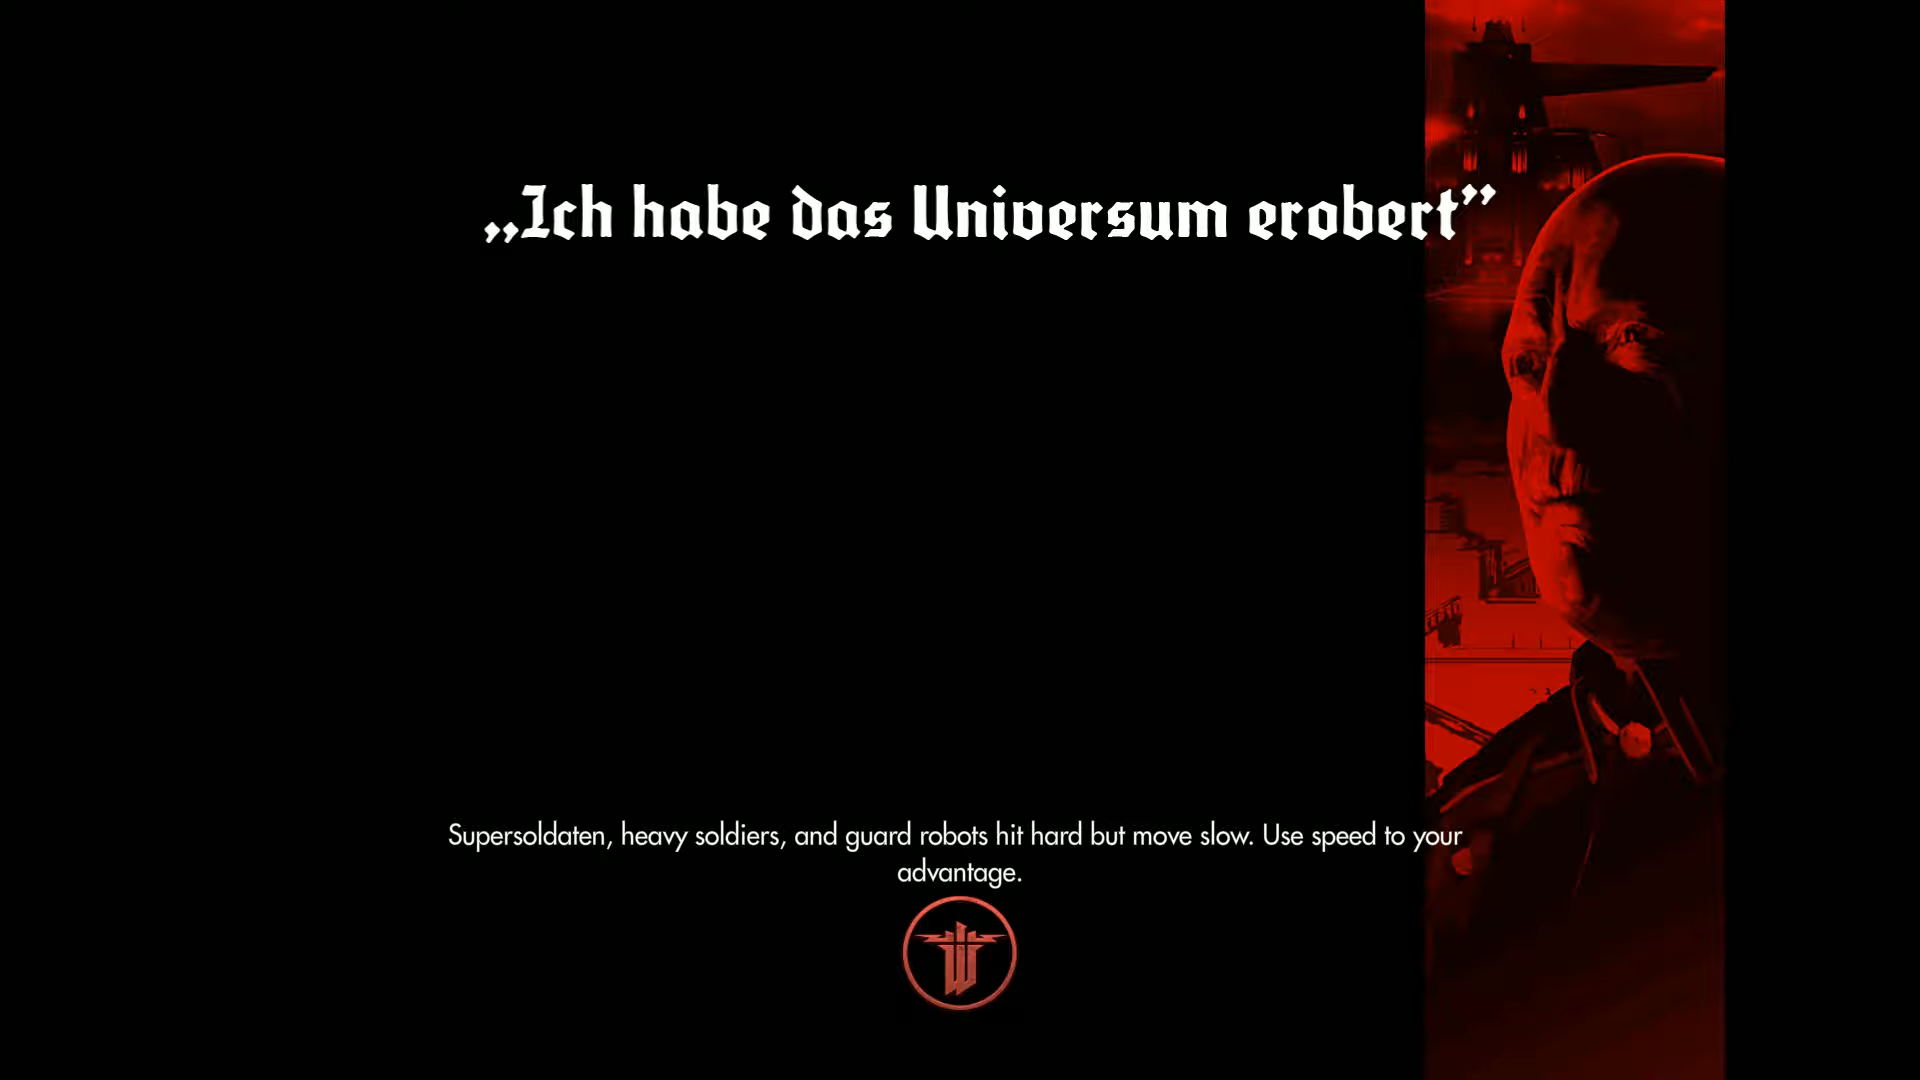 „Ich habe das Universum erobert”
Supersoldaten, heavy soldiers, and guard robots hit hard but move slow. Use speed to your
advantage.